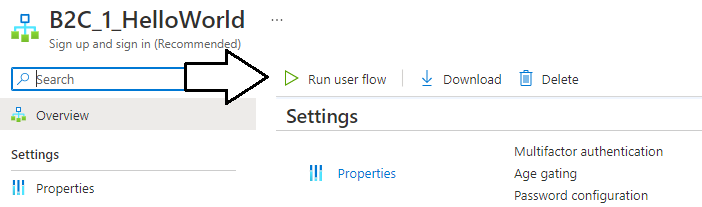 B2C_1_HelloWorld
...
Sign up and sign in (Recommended)
Search
Run user flow
Download
Delete
Overview
Settings
Properties
Settings
Properties
Multifactor authentication
Age gating
Password configuration